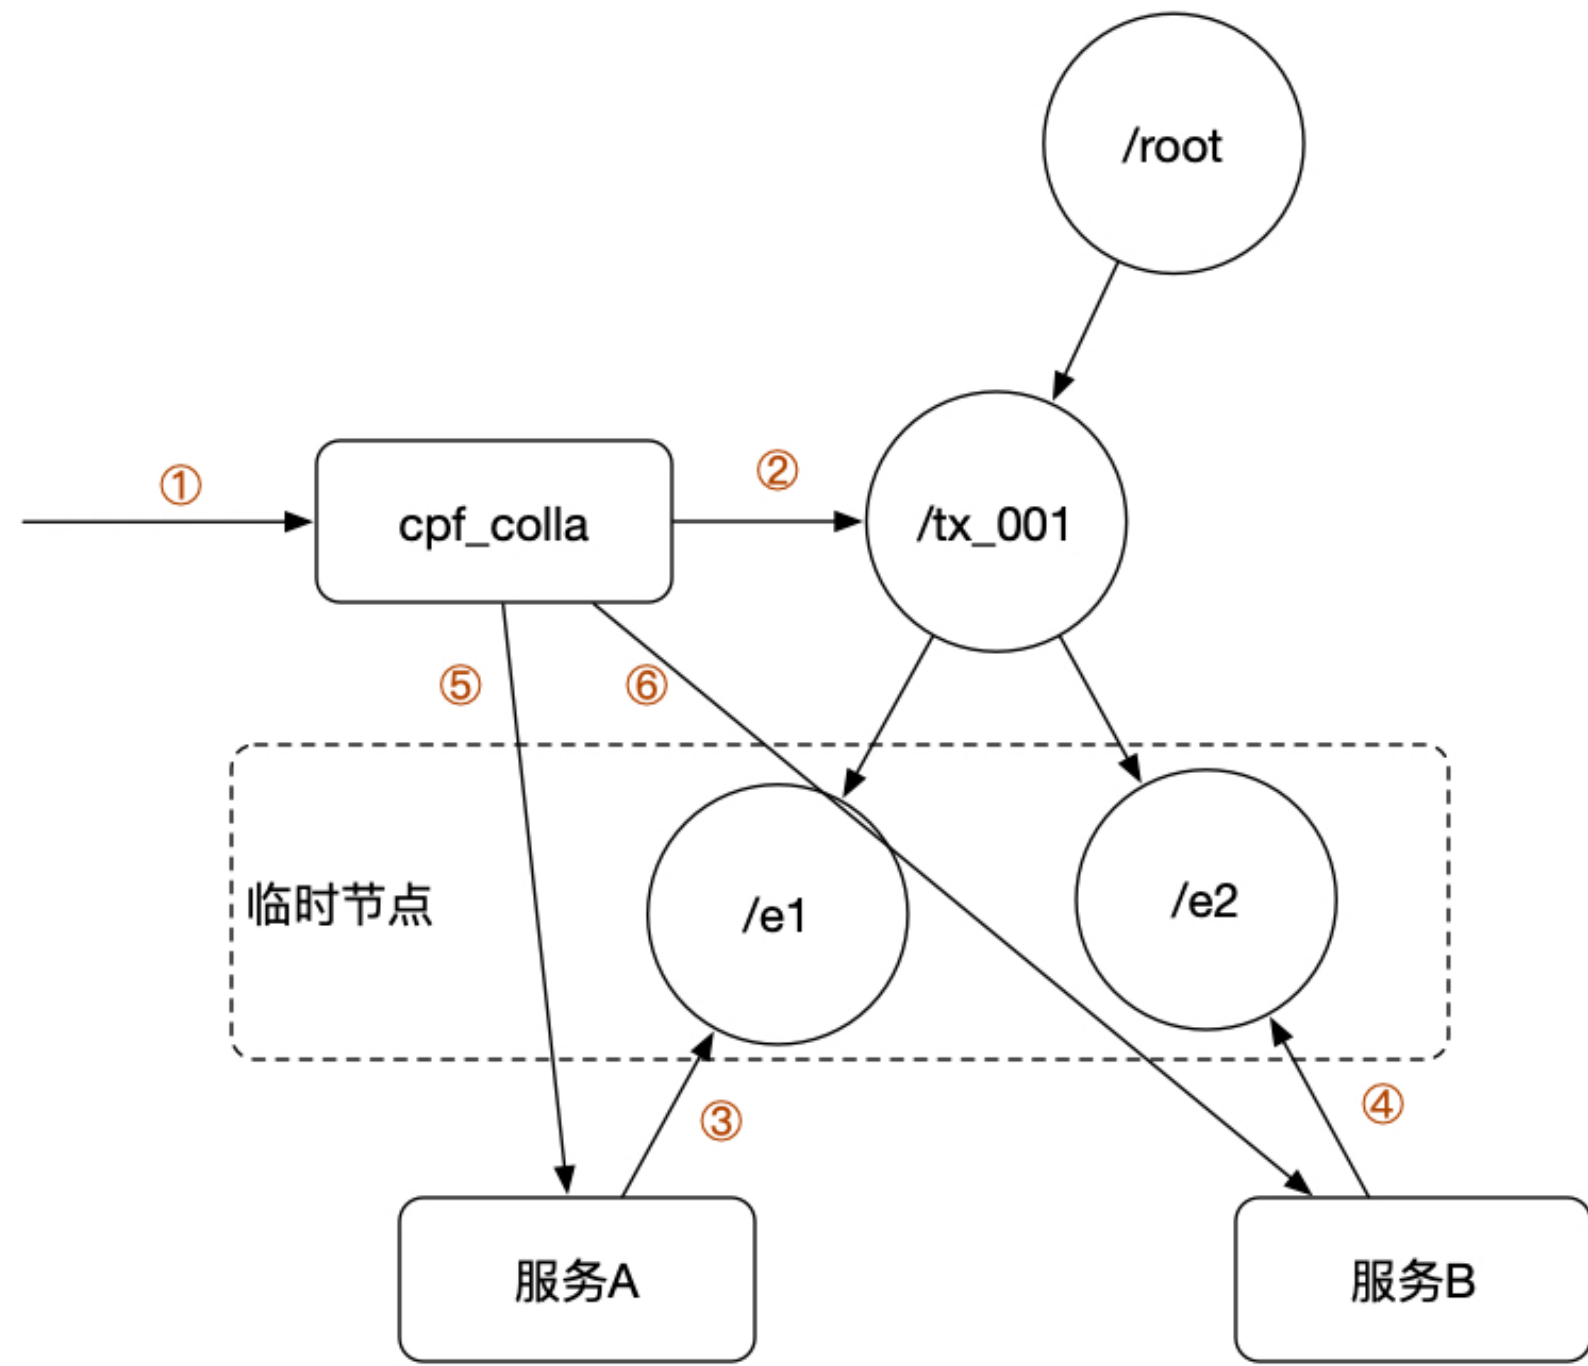 /root
①
②
cpf_colla
/tx_001
⑤
⑥
临时节点
/e1
/e2
③
④
服务A
服务B